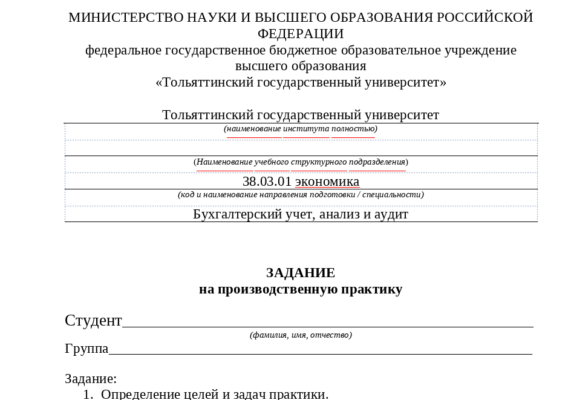 МИНИСТЕРСТВО НАУКИ И ВЫСШЕГО ОБРАЗОВАНИЯ РОССИЙСКОЙ
ФЕДЕРАЦИИ
федеральное государственное бюджетное образовательное учреждение
высшего образования
«Тольяттинский государственный университет»
Тольяттинский государственный университет
(наименование института полностью)
(Наименование учебного структурного подразделения)
38.03.01 экономика
(код и наименование направления подготовки / специальности)
Бухгалтерский учет, анализ и аудит
ЗАДАНИЕ
на производственную практику
Студент
(фамилия, имя, отчество)
Группа
Задание:
1. Определение целей и задач практики.